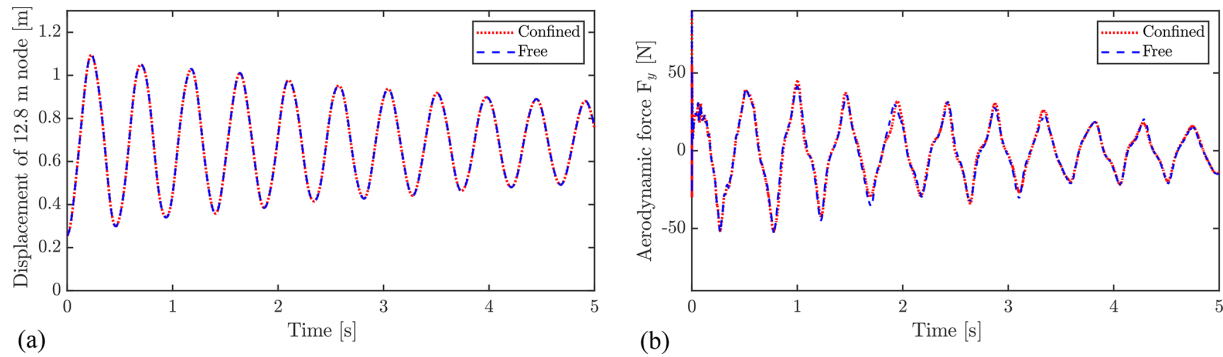 Displacement of 12.8 m node [m]
1.2
1
0.8
0.6
0.4
0.2
0
0
1
2
3
4
5
Time [s]
Confined
Free
(a)
Aerodynamic force Fy [N]
50
0
-50
0
1
2
3
4
5
Time [s]
Confined
Free
(b)